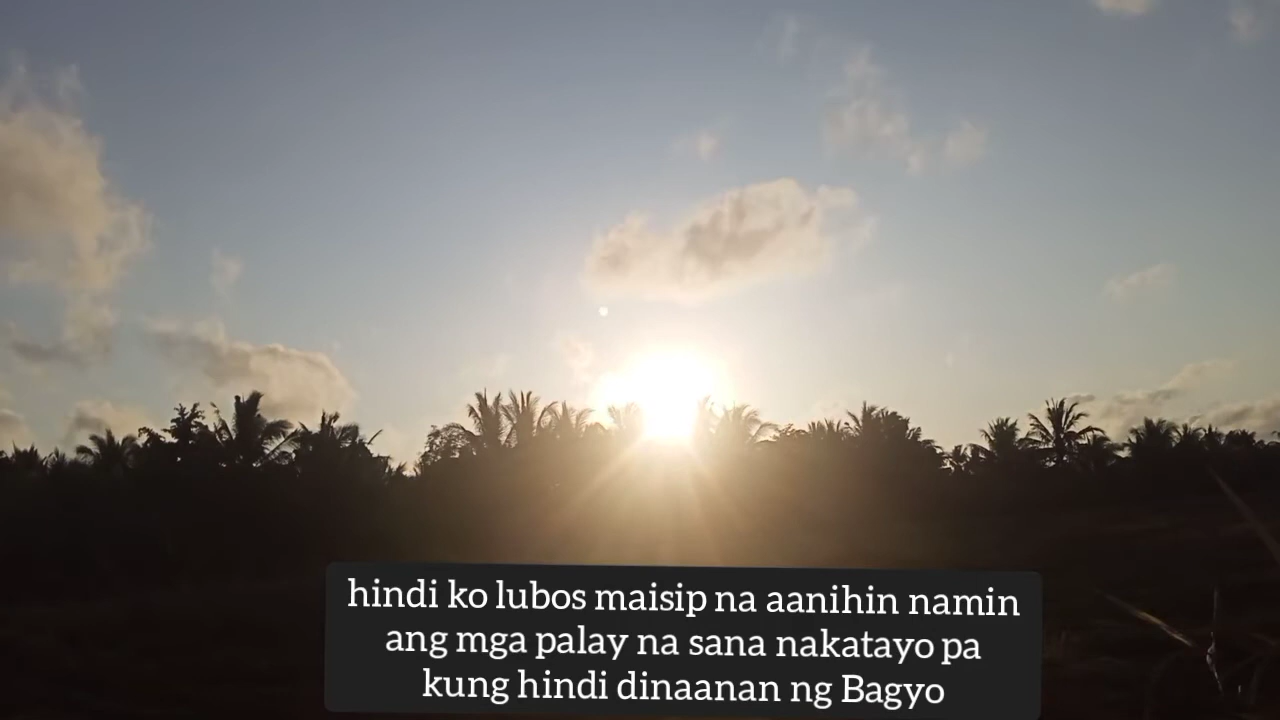 hindi ko lubos maisip na aanihin namin
ang mga palay na sana nakatayo pa
kung hindi dinaanan ng Bagyo